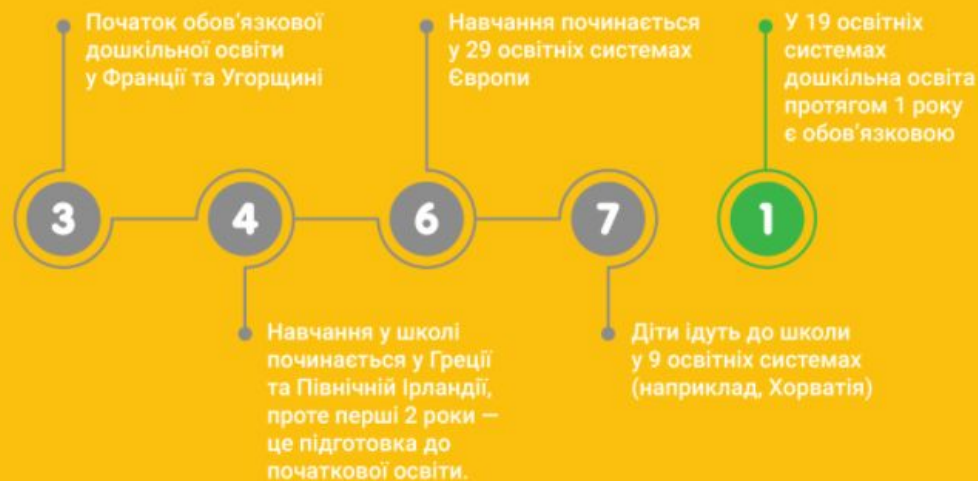 Початок обов'язкової
дошкільної освіти
у Франції та Угорщині
Навчання починається
у 29 освітніх системах
Європи
У 19 освітніх
системах
дошкільна освіта
протягом 1 року
є обов'язковою
3
4
6
7
1
Навчання у школі
починається у Греції
та Північній Ірландії,
проте перші 2 роки —
це підготовка до
початкової освіти.
Діти ідуть до школи
у 9 освітніх системах
(наприклад, Хорватія)